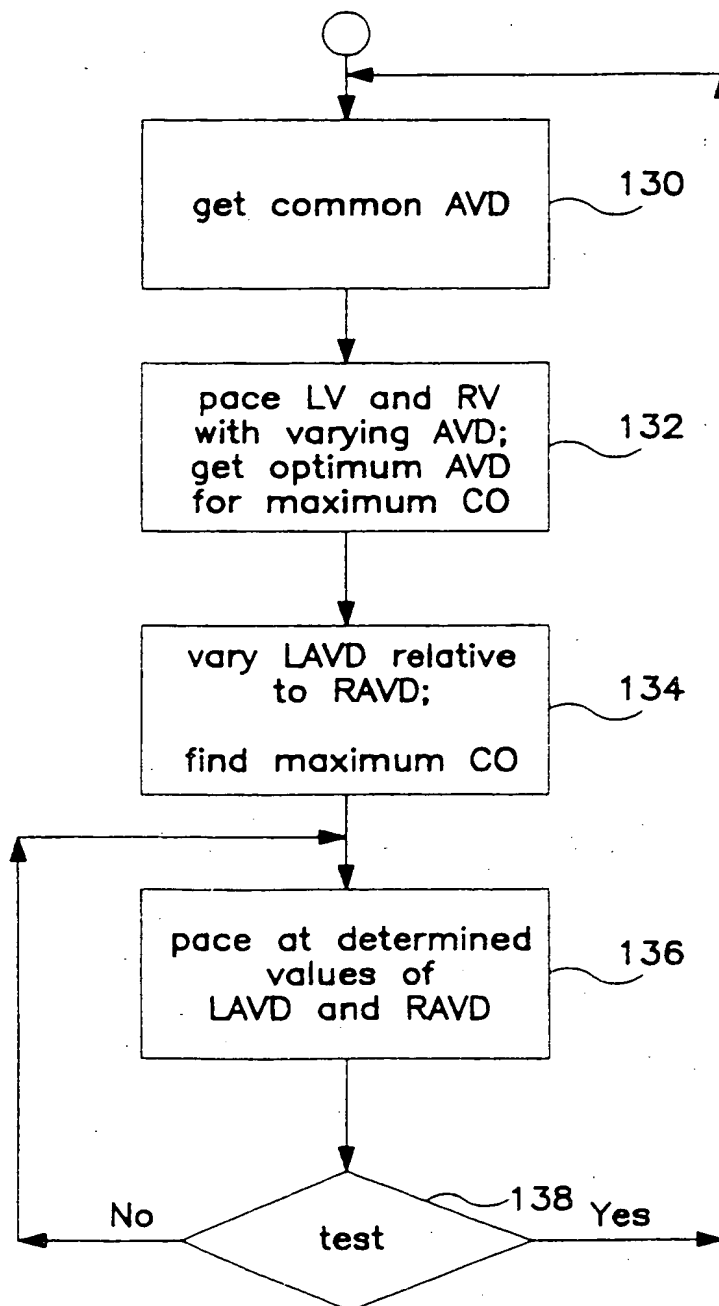 get common AVD
130
pace LV and RV
with varying AVD;
get optimum AVD
for maximum CO
132
vary LAVD relative
to RAVD;
find maximum CO
134
pace at determined
values of
LAVD and RAVD
136
138
No
test
Yes